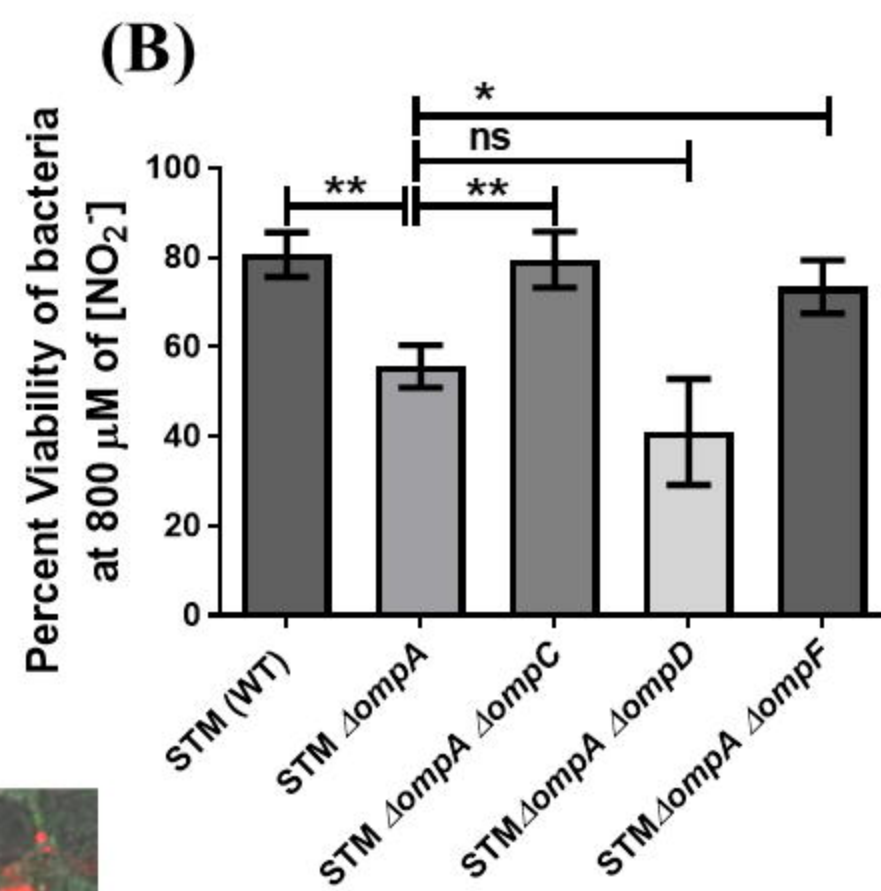 (B)
Percent Viability of bacteria
at 800 μM of [NO₂⁻]
*
ns
** **
100
80
60
40
20
0
STM (WT)
STM ΔompA
STM ΔompA ΔompC
STMΔompA ΔompD
STMΔompA ΔompF